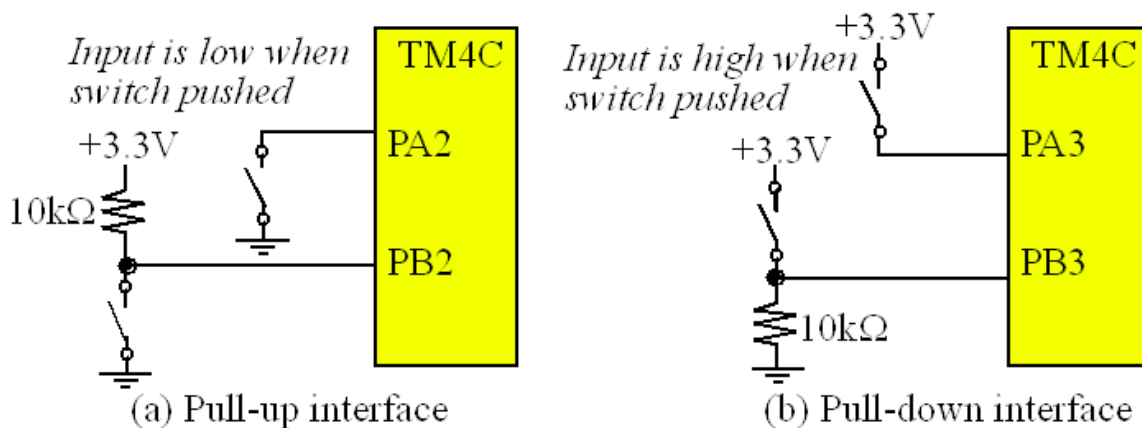 Input is low when
switch pushed
+3.3V
10kΩ
TM4C
PA2
PB2
(a) Pull-up interface
Input is high when
switch pushed
+3.3V
+3.3V
10kΩ
TM4C
PA3
PB3
(b) Pull-down interface